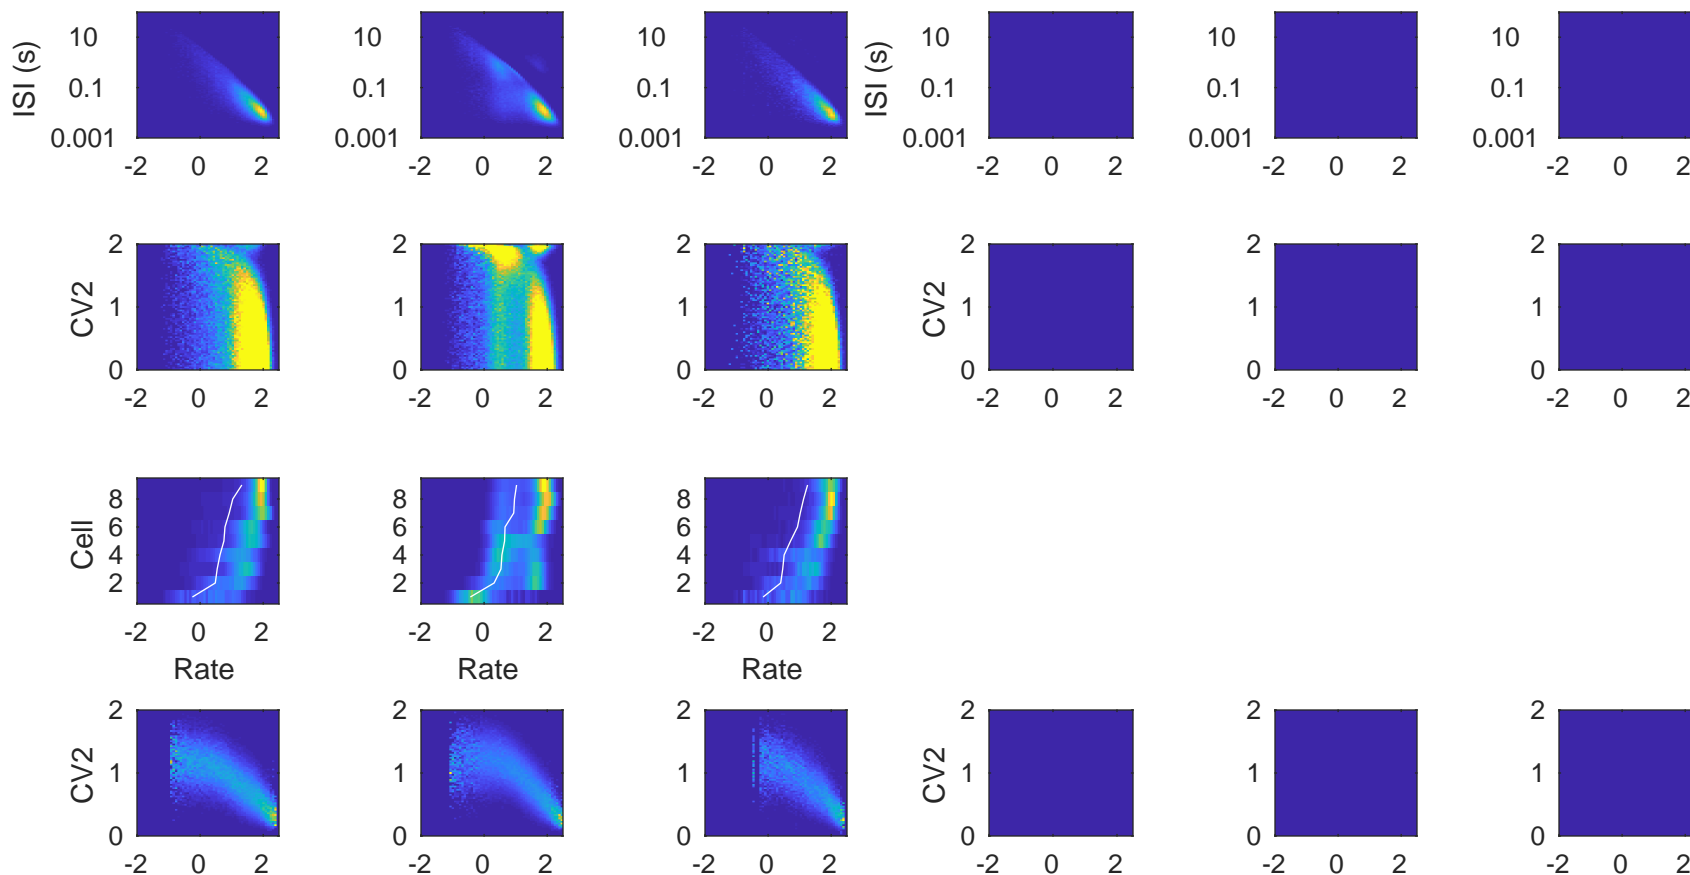 ISI (s) 10 10 10 ISI (s) 10 10 10
0.1 0.1 0.1 0.1 0.1 0.1
0.001 0.001 0.001 0.001 0.001 0.001
-2 0 2 -2 0 2 -2 0 2 -2 0 2 -2 0 2 -2 0 2
2 2 2 2 2 2
CV2 1 1 1 CV2 1 1 1
0 0 0 0 0 0
-2 0 2 -2 0 2 -2 0 2 -2 0 2 -2 0 2 -2 0 2
8 8 8
Cell 6 6 6
4 4 4
2 2 2
-2 0 2 -2 0 2 -2 0 2
Rate Rate Rate
2 2 2 2 2 2
CV2 1 1 1 CV2 1 1 1
0 0 0 0 0 0
-2 0 2 -2 0 2 -2 0 2 -2 0 2 -2 0 2 -2 0 2